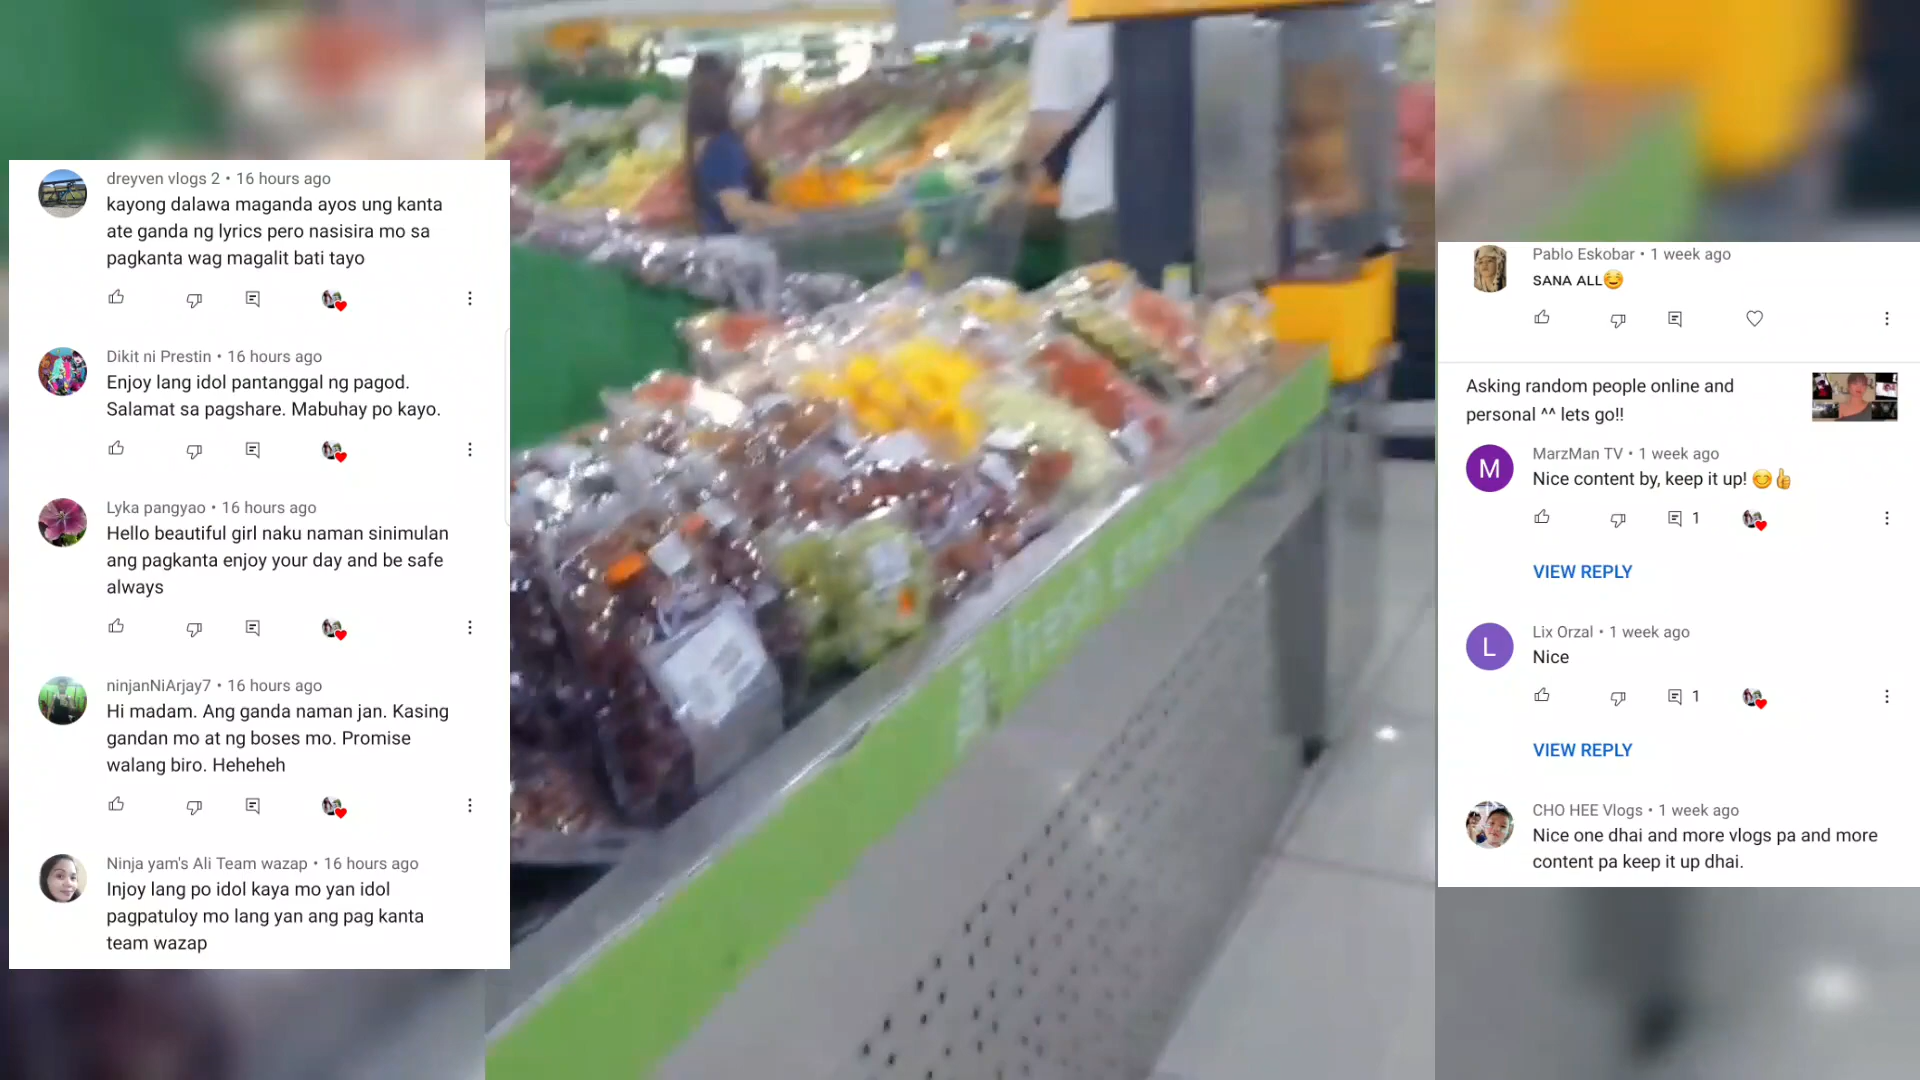 dreyven vlogs 2 • 16 hours ago
kayong dalawa maganda ayos ung kanta
ate ganda ng lyrics pero nasisira mo sa
pagkanta wag magalit bati tayo
Dikit ni Prestin • 16 hours ago
Enjoy lang idol pantanggal ng pagod.
Salamat sa pagshare. Mabuhay po kayo.
Lyka pangyao • 16 hours ago
Hello beautiful girl naku naman sinimulan
ang pagkanta enjoy your day and be safe
always
ninjanNiArjay7 • 16 hours ago
Hi madam. Ang ganda naman jan. Kasing
gandan mo at ng boses mo. Promise
walang biro. Heheheh
Ninja yam's Ali Team wazap • 16 hours ago
Injoy lang po idol kaya mo yan idol
pagpatuloy mo lang yan ang pag kanta
team wazap
fresh
Pablo Eskobar • 1 week ago
SANA ALL😊
Asking random people online and
personal ^^ lets go!!
M
MarzMan TV • 1 week ago
Nice content by, keep it up! 😊👍
1
VIEW REPLY
L
Lix Orzal • 1 week ago
Nice
1
VIEW REPLY
CHO HEE Vlogs • 1 week ago
Nice one dhai and more vlogs pa and more
content pa keep it up dhai.